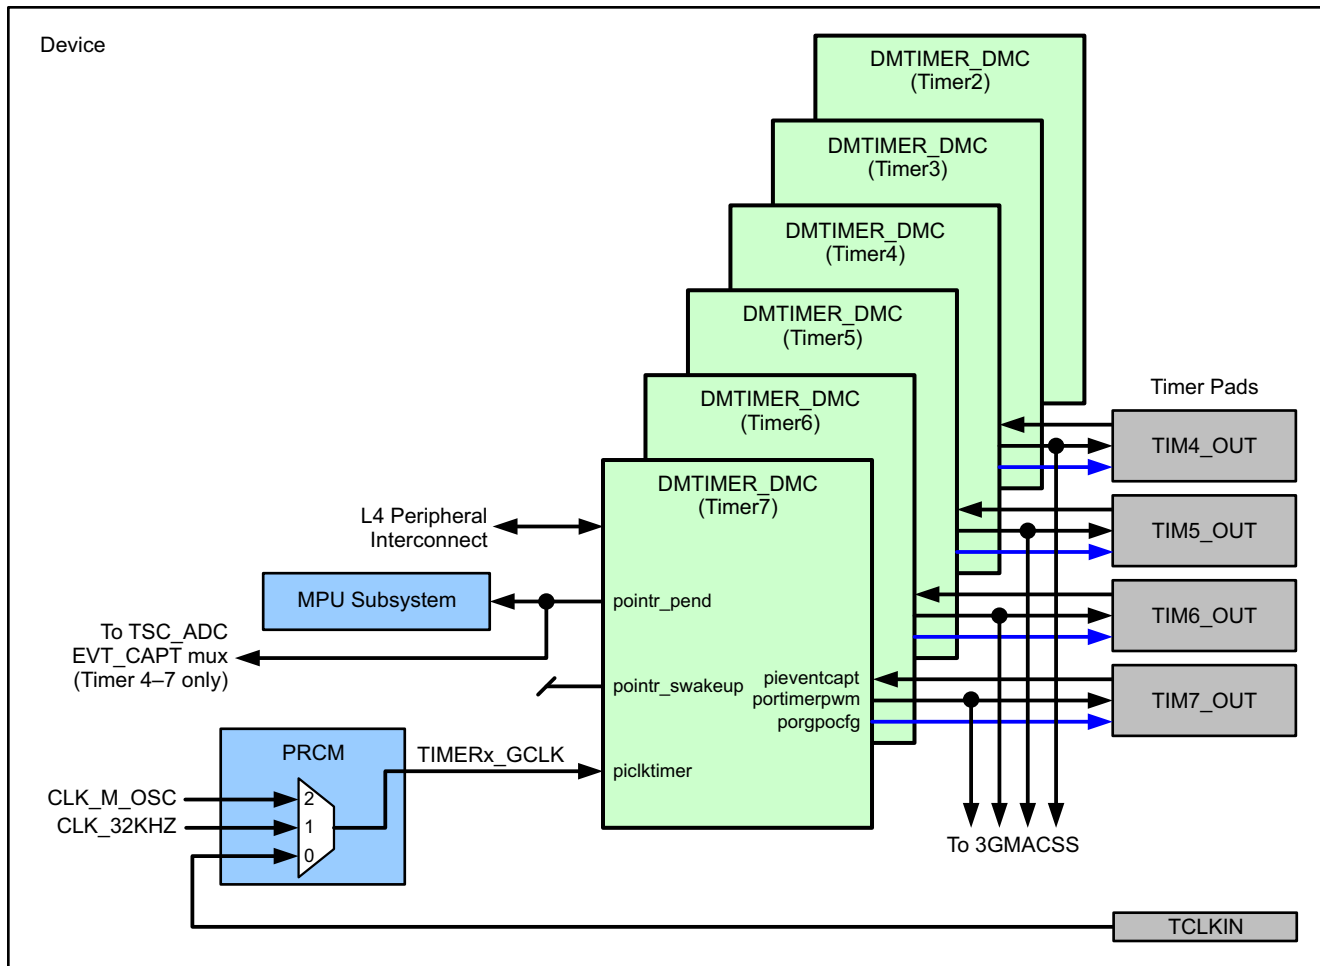 Device
DMTIMER_DMC
(Timer2)
DMTIMER_DMC
(Timer3)
DMTIMER_DMC
(Timer4)
DMTIMER_DMC
(Timer5)
DMTIMER_DMC
(Timer6)
DMTIMER_DMC
(Timer7)
Timer Pads
TIM4_OUT
TIM5_OUT
TIM6_OUT
TIM7_OUT
L4 Peripheral
Interconnect
MPU Subsystem
pointr_pend
To TSC_ADC
EVT_CAPT mux
(Timer 4–7 only)
pointr_swakeup
pieventcapt
portimerpwm
porgpocfg
PRCM
TIMERx_GCLK
piclktimer
CLK_M_OSC
2
CLK_32KHZ
1
0
To 3GMACSS
TCLKIN